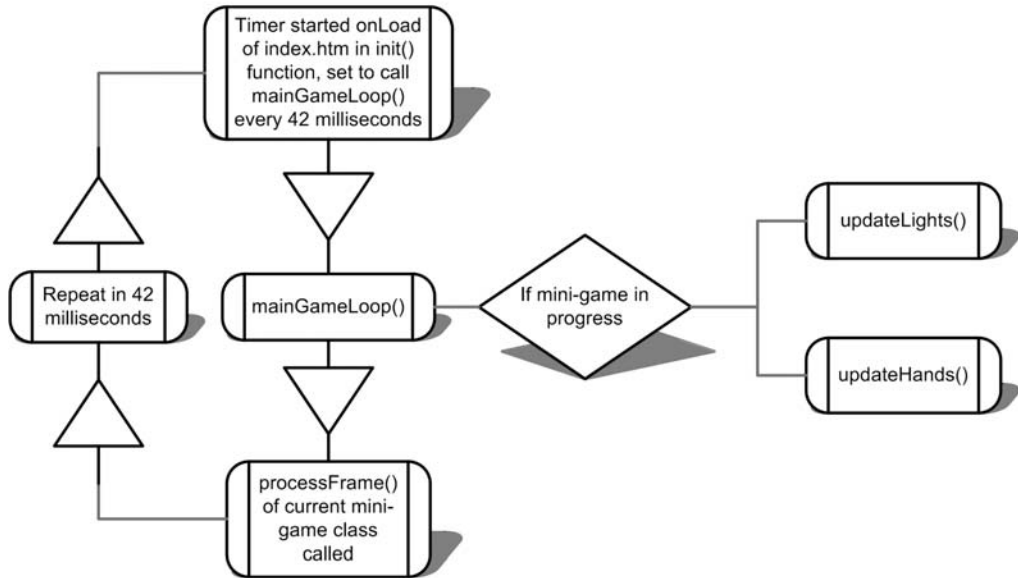 Timer started onLoad
of index.htm in init()
function, set to call
mainGameLoop()
every 42 milliseconds
mainGameLoop()
If mini-game in
progress
updateLights()
updateHands()
processFrame()
of current mini-
game class
called
Repeat in 42
milliseconds